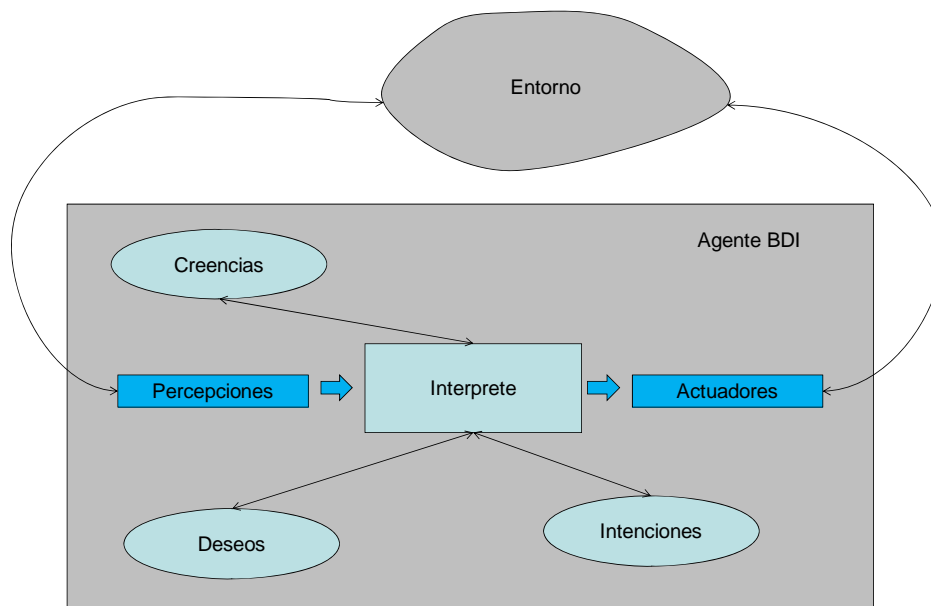 Entorno
Agente BDI
Creencias
Percepciones
Interprete
Actuadores
Deseos
Intenciones